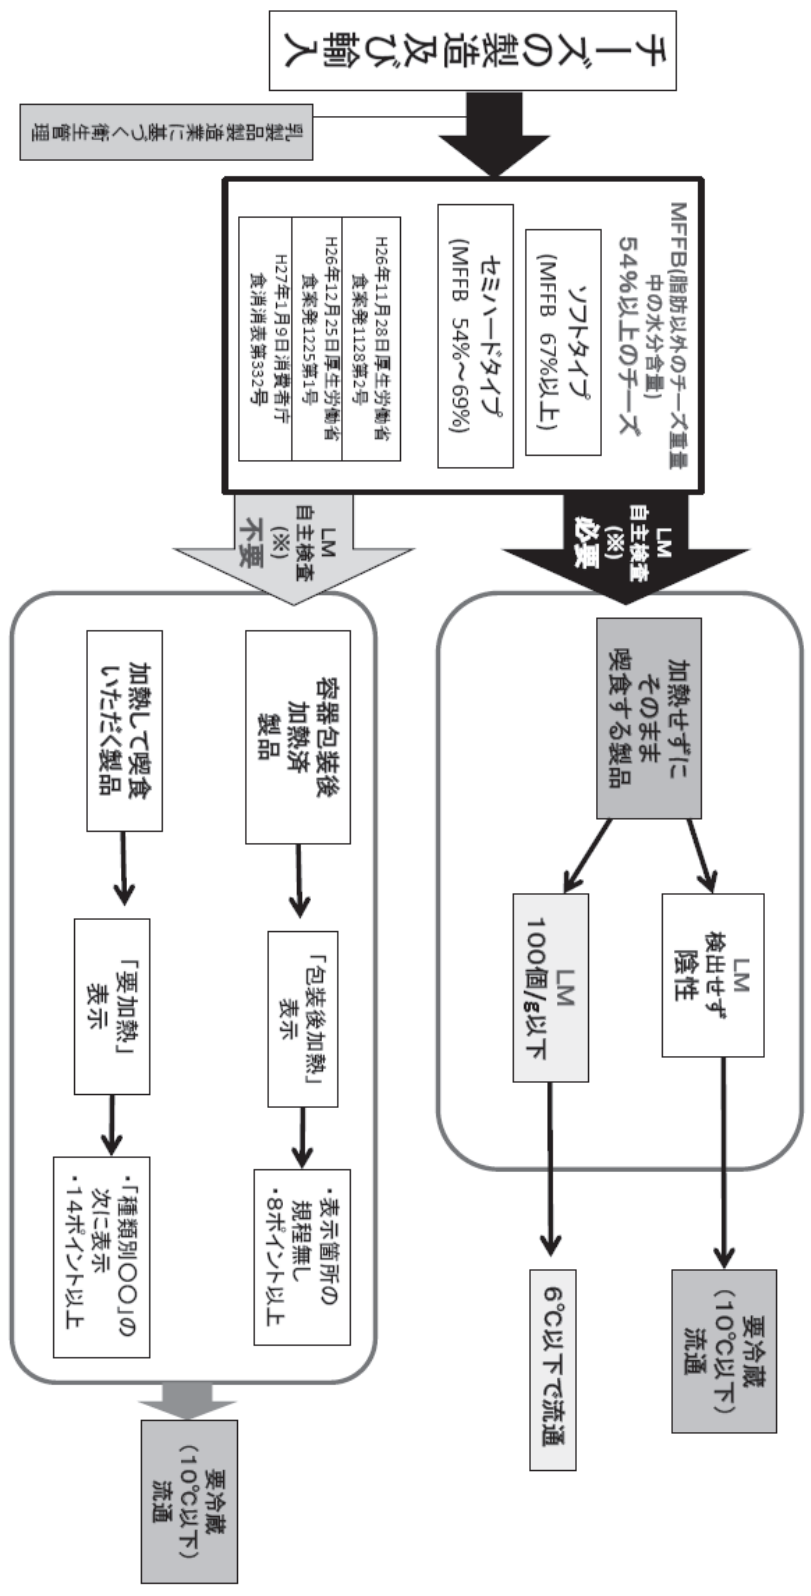 チーズの製造及び輸入
乳製品製造業に基づく衛生管理
MFFB(脂肪以外のチーズ重量
中の水分含量)
54％以上のチーズ
ソフトタイプ
(MFFB 67%以上)
セミハードタイプ
(MFFB 54%～69%)
H26年11月28日厚生労働省
食案発1128第2号
H26年12月25日厚生労働省
食案発1225第1号
H27年1月9日消費者庁
食消消表第332号
LM
自主検査
(※)
必要
LM
自主検査
(※)
不要
加熱せずに
そのまま
喫食する製品
LM
検出せず
陰性
要冷蔵
(10℃以下)
流通
LM
100個/g以下
6℃以下で流通
容器包装後
加熱済
製品
「包装後加熱」
表示
・表示箇所の
規程無し
・8ポイント以上
加熱して喫食
いただく製品
「要加熱」
表示
・「種類別〇〇」の
次に表示
・14ポイント以上
要冷蔵
(10℃以下)
流通